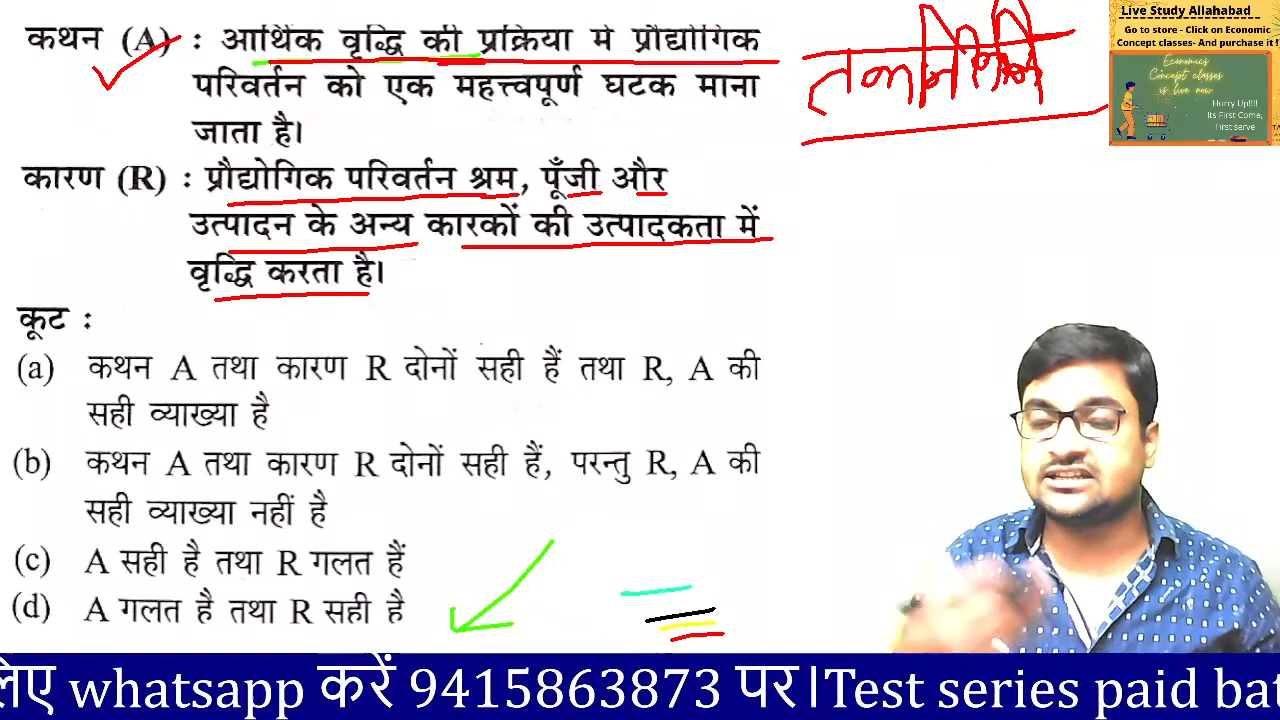 कथन (A) : आर्थिक वृद्धि की प्रक्रिया मे प्रौद्योगिक
परिवर्तन को एक महत्त्वपूर्ण घटक माना
जाता है।
कारण (R) : प्रौद्योगिक परिवर्तन श्रम, पूँजी और
उत्पादन के अन्य कारकों की उत्पादकता में
वृद्धि करता है।
कूट :
(a) कथन A तथा कारण R दोनों सही हैं तथा R, A की
सही व्याख्या है
(b) कथन A तथा कारण R दोनों सही हैं, परन्तु R, A की
सही व्याख्या नहीं है
(c) A सही है तथा R गलत हैं
(d) A गलत है तथा R सही है
Live Study Allahabad
Go to store - Click on Economic
Concept classes- And purchase it !
Economics
Concept classes
is live now
Hurry Up!!!!
Its First Come,
First serve
लिए whatsapp करें 9415863873 पर।Test series paid bat